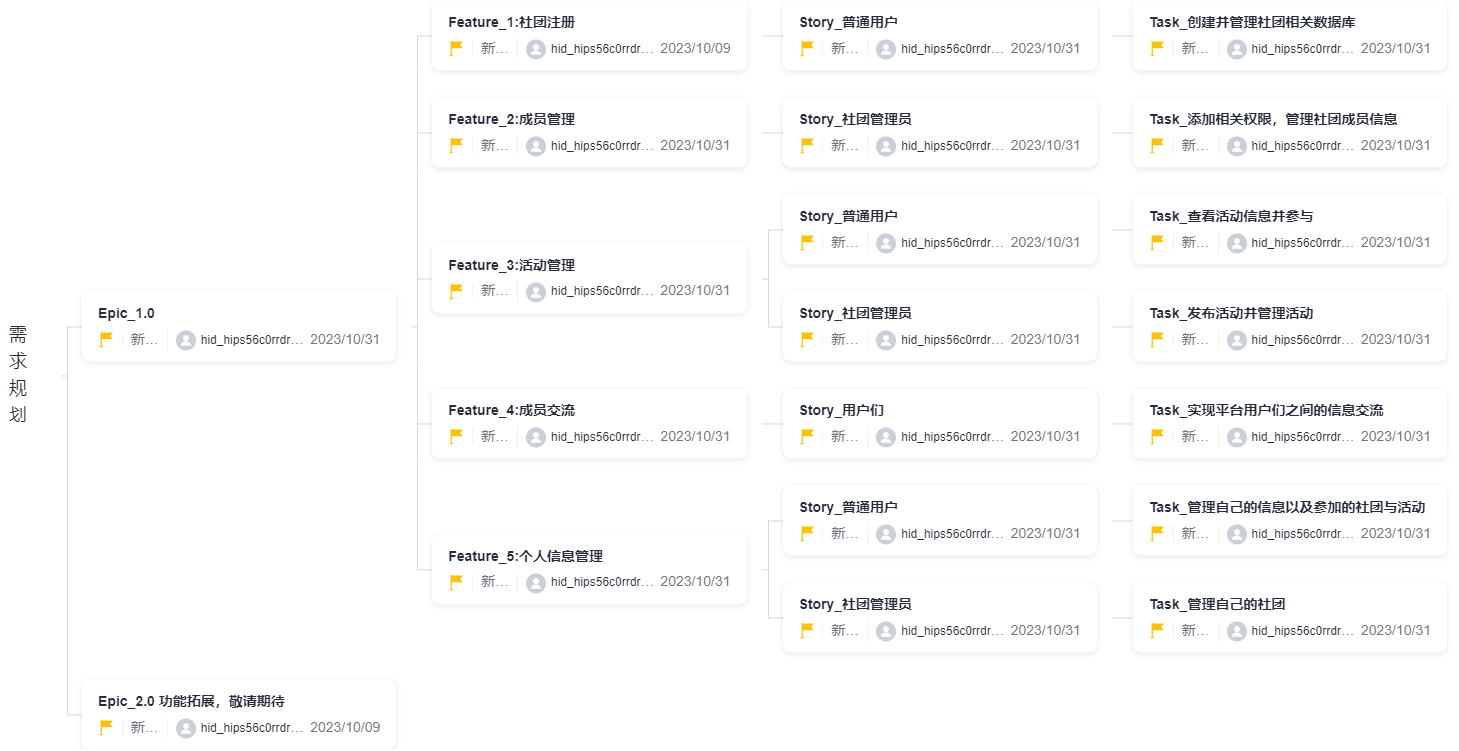 需
求
规
划
Epic_1.0
新... hid_hips56c0rrdr... 2023/10/31
Feature_1:社团注册
新... hid_hips56c0rrdr... 2023/10/09
Story_普通用户
新... hid_hips56c0rrdr... 2023/10/31
Task_创建并管理社团相关数据库
新... hid_hips56c0rrdr... 2023/10/31
Feature_2:成员管理
新... hid_hips56c0rrdr... 2023/10/31
Story_社团管理员
新... hid_hips56c0rrdr... 2023/10/31
Task_添加相关权限，管理社团成员信息
新... hid_hips56c0rrdr... 2023/10/31
Feature_3:活动管理
新... hid_hips56c0rrdr... 2023/10/31
Story_普通用户
新... hid_hips56c0rrdr... 2023/10/31
Task_查看活动信息并参与
新... hid_hips56c0rrdr... 2023/10/31
Story_社团管理员
新... hid_hips56c0rrdr... 2023/10/31
Task_发布活动并管理活动
新... hid_hips56c0rrdr... 2023/10/31
Feature_4:成员交流
新... hid_hips56c0rrdr... 2023/10/31
Story_用户们
新... hid_hips56c0rrdr... 2023/10/31
Task_实现平台用户们之间的信息交流
新... hid_hips56c0rrdr... 2023/10/31
Feature_5:个人信息管理
新... hid_hips56c0rrdr... 2023/10/31
Story_普通用户
新... hid_hips56c0rrdr... 2023/10/31
Task_管理自己的信息以及参加的社团与活动
新... hid_hips56c0rrdr... 2023/10/31
Story_社团管理员
新... hid_hips56c0rrdr... 2023/10/31
Task_管理自己的社团
新... hid_hips56c0rrdr... 2023/10/31
Epic_2.0 功能拓展，敬请期待
新... hid_hips56c0rrdr... 2023/10/09